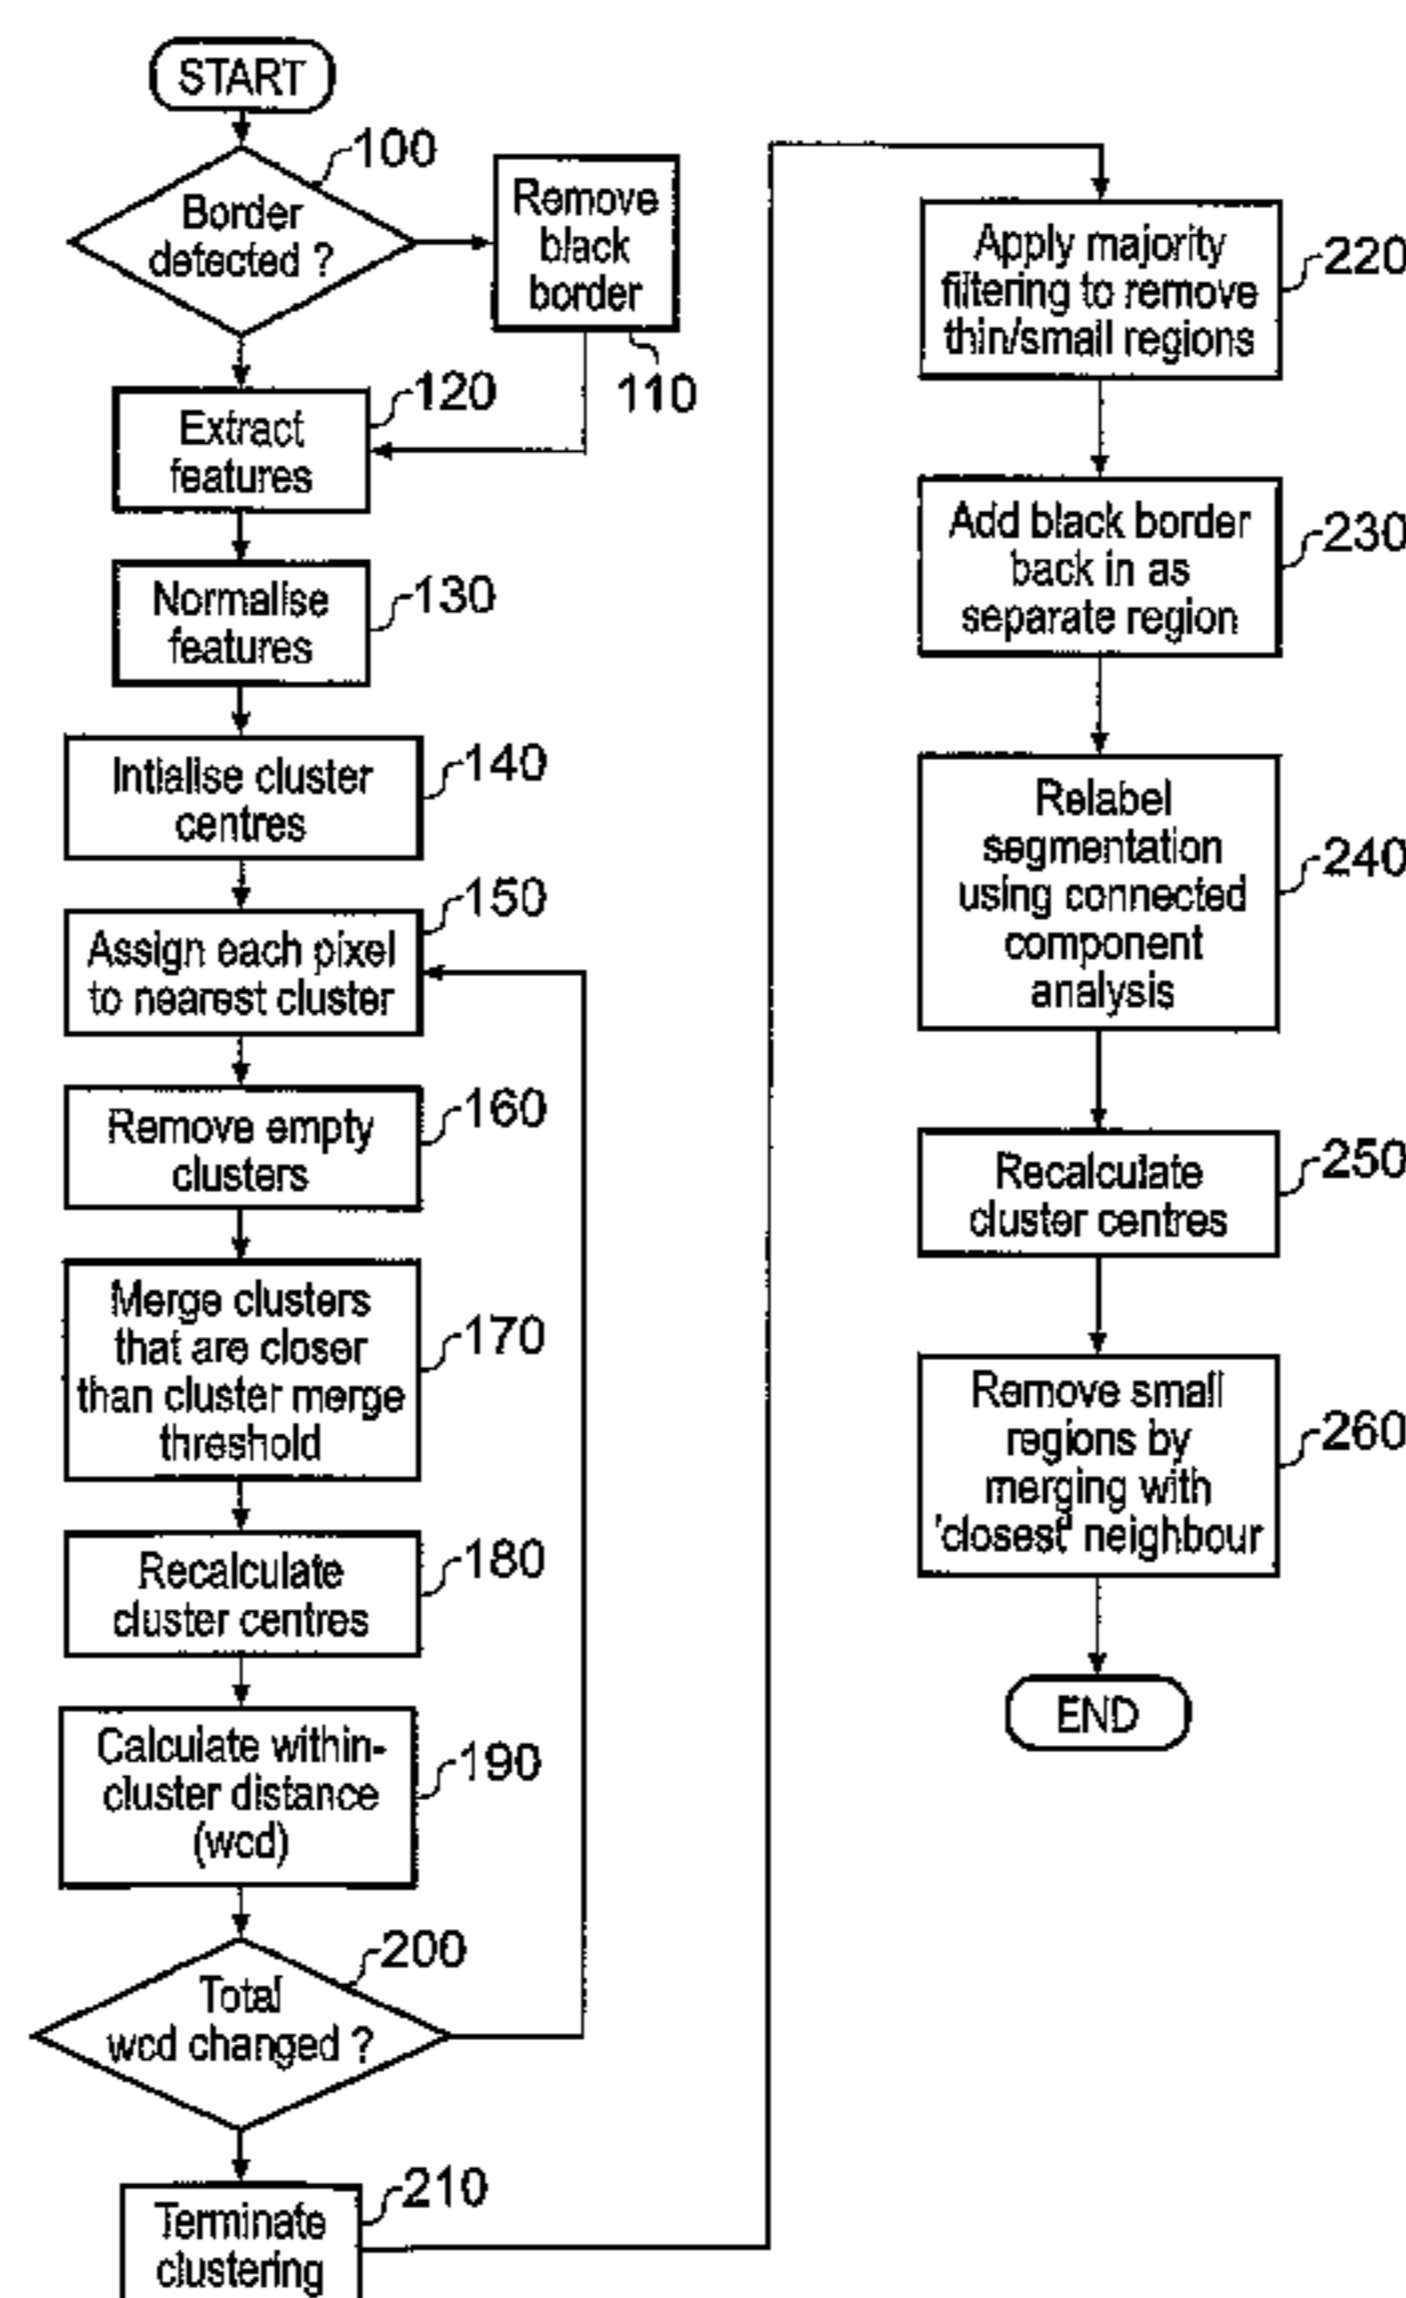 START
100
Border
detected ?
Remove
black
border
110
120
Extract
features
Normalise
features
130
Intialise cluster
centres
140
150
Assign each pixel
to nearest cluster
160
Remove empty
clusters
Merge clusters
that are closer
than cluster merge
threshold
170
Recalculate
cluster centres
180
Calculate within-
cluster distance
(wcd)
190
200
Total
wcd changed ?
210
Terminate
clustering
Apply majority
filtering to remove
thin/small regions
220
Add black border
back in as
separate region
230
Relabel
segmentation
using connected
component
analysis
240
Recalculate
cluster centres
250
Remove small
regions by
merging with
'closest' neighbour
260
END